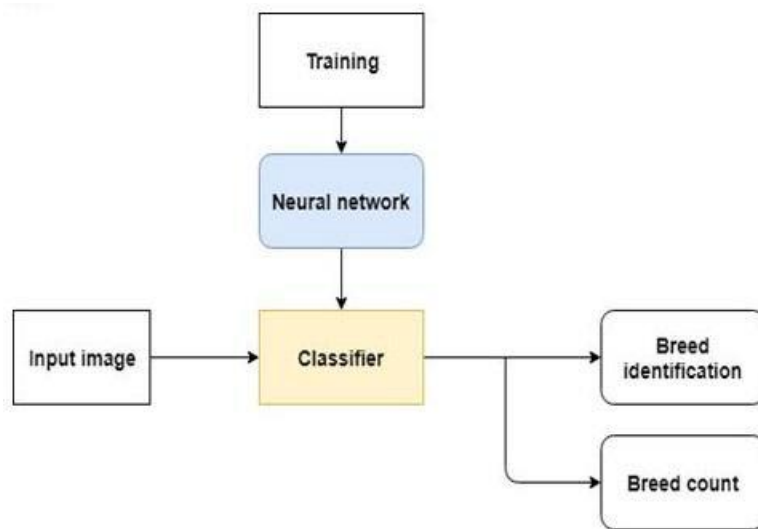 Training
Neural network
Input image
Classifier
Breed
identification
Breed count